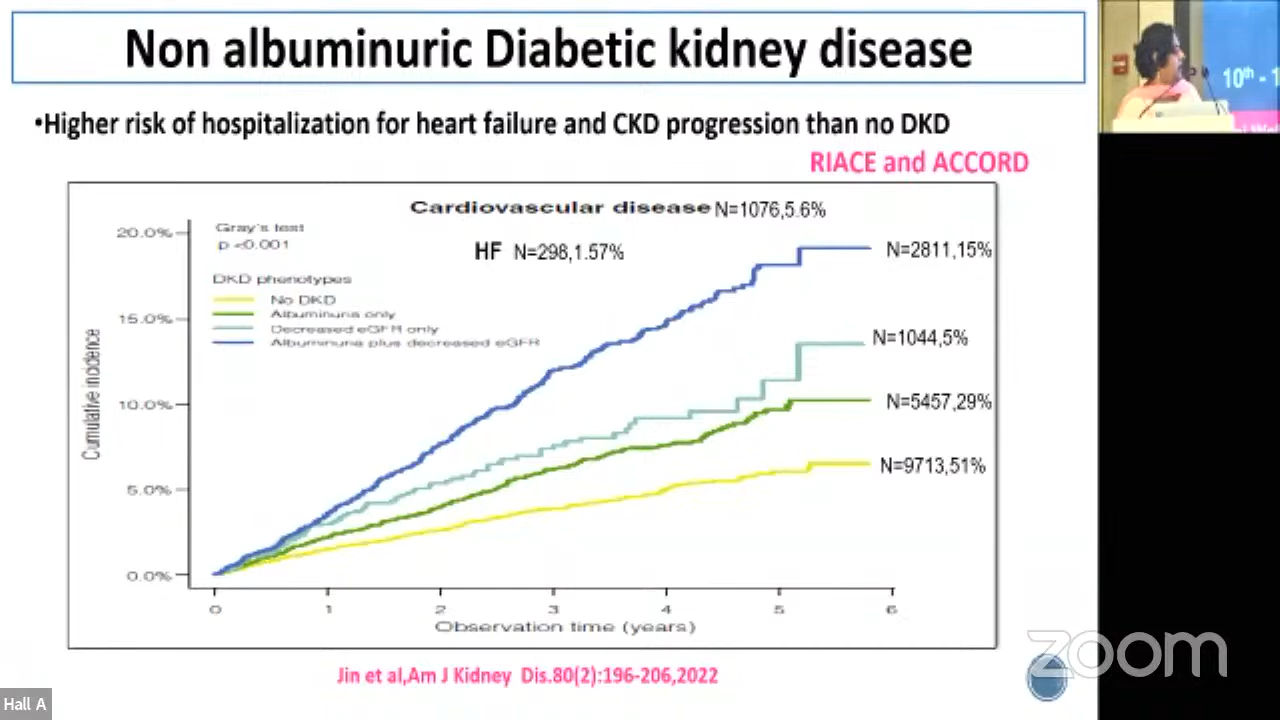 Non albuminuric Diabetic kidney disease
•Higher risk of hospitalization for heart failure and CKD progression than no DKD
RIACE and ACCORD
Cardiovascular disease N=1076,5.6%
Gray's test
p <0.001
HF N=298,1.57%
DKD phenotypes
No DKD
Albuminuria only
Decreased eGFR only
Albuminuria plus decreased eGFR
20.0%
15.0%
10.0%
5.0%
0.0%
Cumulative incidence
N=2811,15%
N=1044,5%
N=5457,29%
N=9713,51%
0 1 2 3 4 5 6
Observation time (years)
Jin et al,Am J Kidney Dis.80(2):196-206,2022
10th - 1
zoom
Hall A